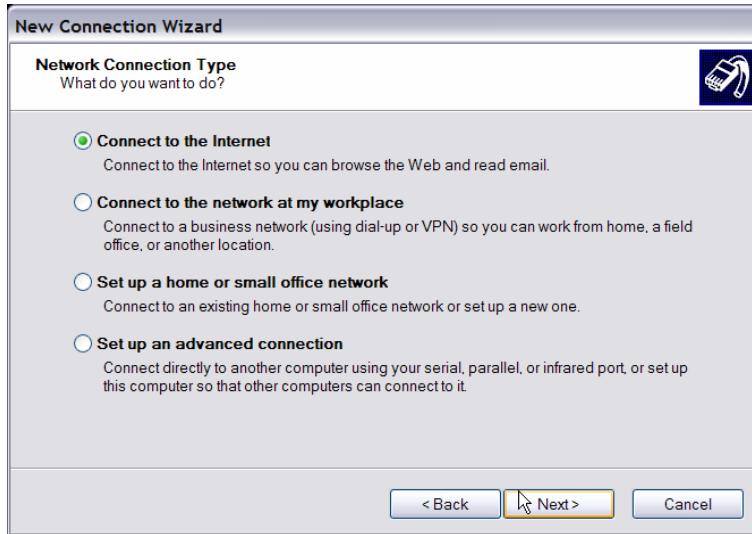 New Connection Wizard
Network Connection Type
What do you want to do?
Connect to the Internet
Connect to the Internet so you can browse the Web and read email.
Connect to the network at my workplace
Connect to a business network (using dial-up or VPN) so you can work from home, a field
office, or another location.
Set up a home or small office network
Connect to an existing home or small office network or set up a new one.
Set up an advanced connection
Connect directly to another computer using your serial, parallel, or infrared port, or set up
this computer so that other computers can connect to it.
< Back Next > Cancel